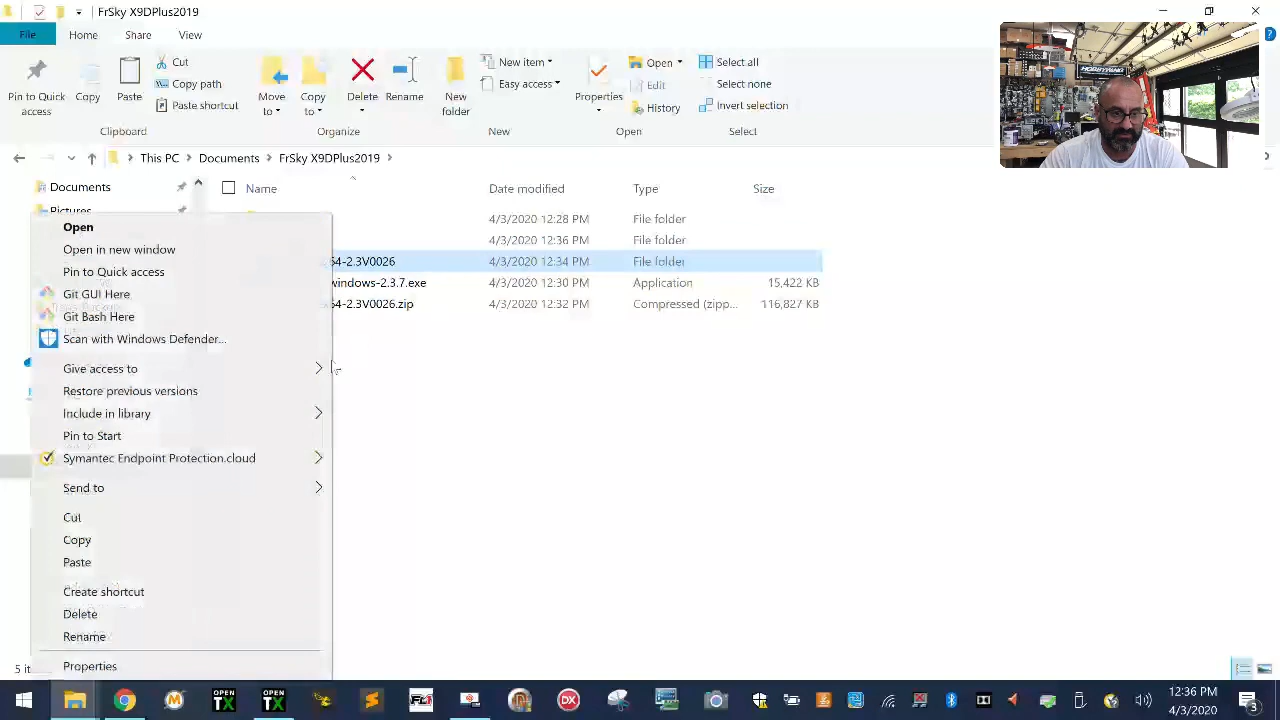 FrSky X9DPlus2019
File
Home
Share
View
Pin to Quick access
Copy
Paste
Cut
Copy path
Paste shortcut
Clipboard
Move to
Copy to
Delete
Rename
Organize
New folder
New item
Easy access
New
Properties
Open
Edit
History
Open
Select all
Select none
Invert selection
Select
HOBBYWING
This PC
Documents
FrSky X9DPlus2019
Documents
Pictures
Name
Date modified
Type
Size
4/3/2020 12:28 PM
File folder
4/3/2020 12:36 PM
File folder
64-2.3V0026
4/3/2020 12:34 PM
File folder
windows-2.3.7.exe
4/3/2020 12:30 PM
Application
15,422 KB
64-2.3V0026.zip
4/3/2020 12:32 PM
Compressed (zipp...
116,827 KB
Open
Open in new window
Pin to Quick access
Git GUI Here
Git Bash Here
Scan with Windows Defender...
Give access to
Restore previous versions
Include in library
Pin to Start
Symantec Endpoint Protection.cloud
Send to
Cut
Copy
Paste
Create shortcut
Delete
Rename
Properties
5 it
OPEN TX
OPEN TX
DX
12:36 PM
4/3/2020
3